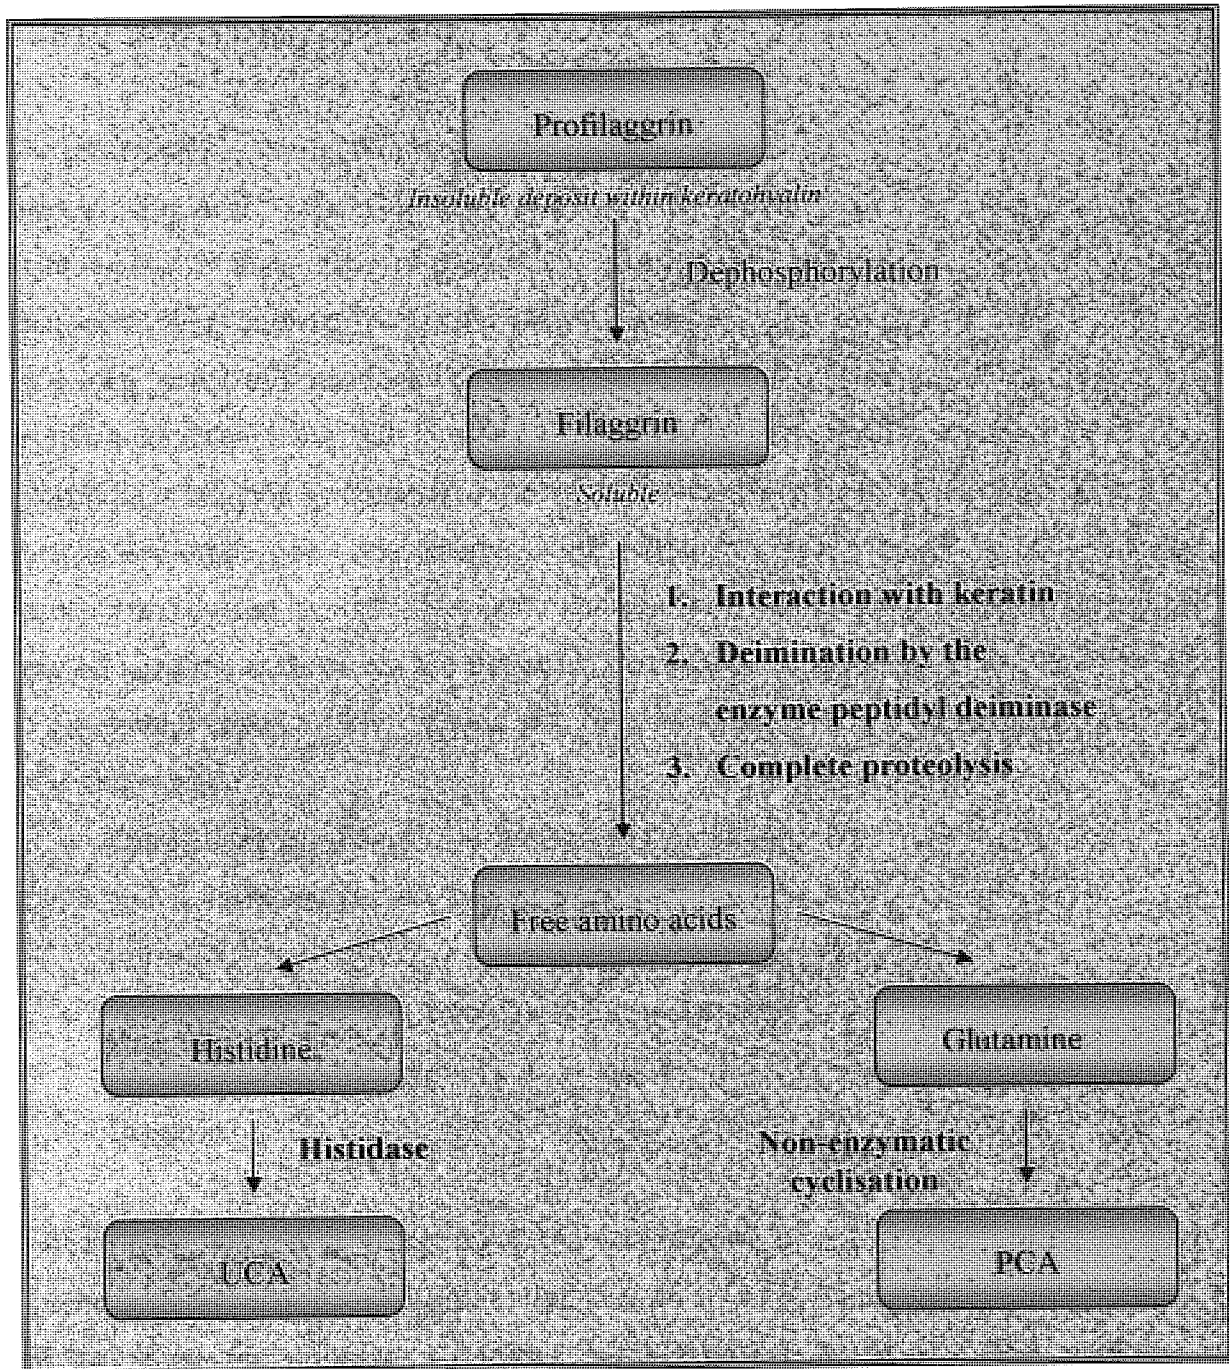 Profilaggrin
Insoluble deposit within keratohyalin
Dephosphorylation
Filaggrin
Soluble
1. Interaction with keratin
2. Deimination by the
enzyme peptidyl deiminase
3. Complete proteolysis
Free amino acids
Histidine
Glutamine
Histidase
Non-enzymatic
cyclisation
UCA
PCA